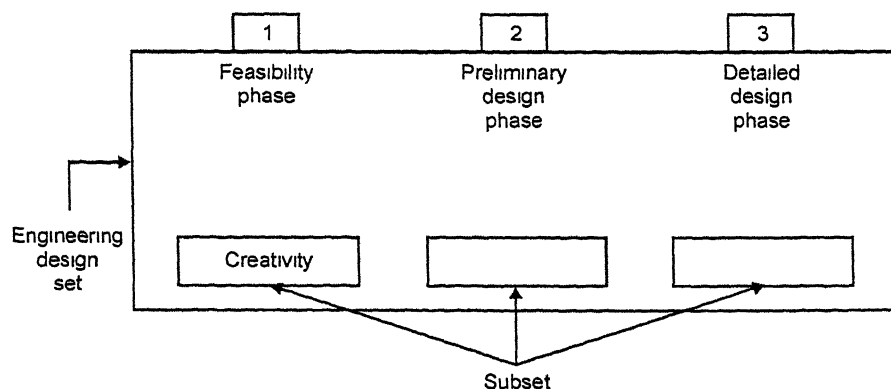 1
2
3
Feasibility
phase
Preliminary
design
phase
Detailed
design
phase
Engineering
design
set
Creativity
Subset